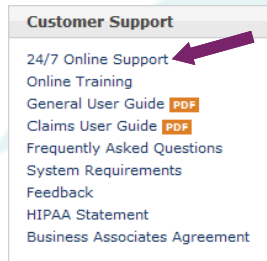 Customer Support
24/7 Online Support
Online Training
General User Guide PDF
Claims User Guide PDF
Frequently Asked Questions
System Requirements
Feedback
HIPAA Statement
Business Associates Agreement